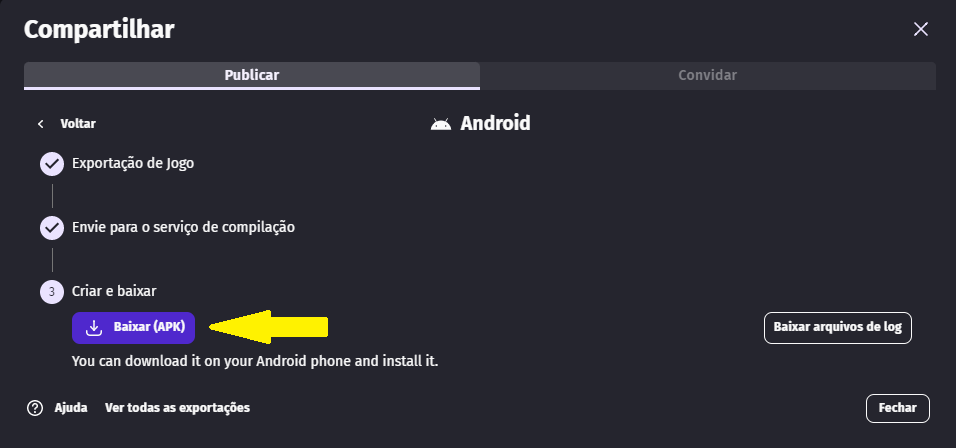 Compartilhar
Publicar
Convidar
Voltar
Android
Exportação de Jogo
Envie para o serviço de compilação
3
Criar e baixar
Baixar (APK)
Baixar arquivos de log
You can download it on your Android phone and install it.
Ajuda
Ver todas as exportações
Fechar